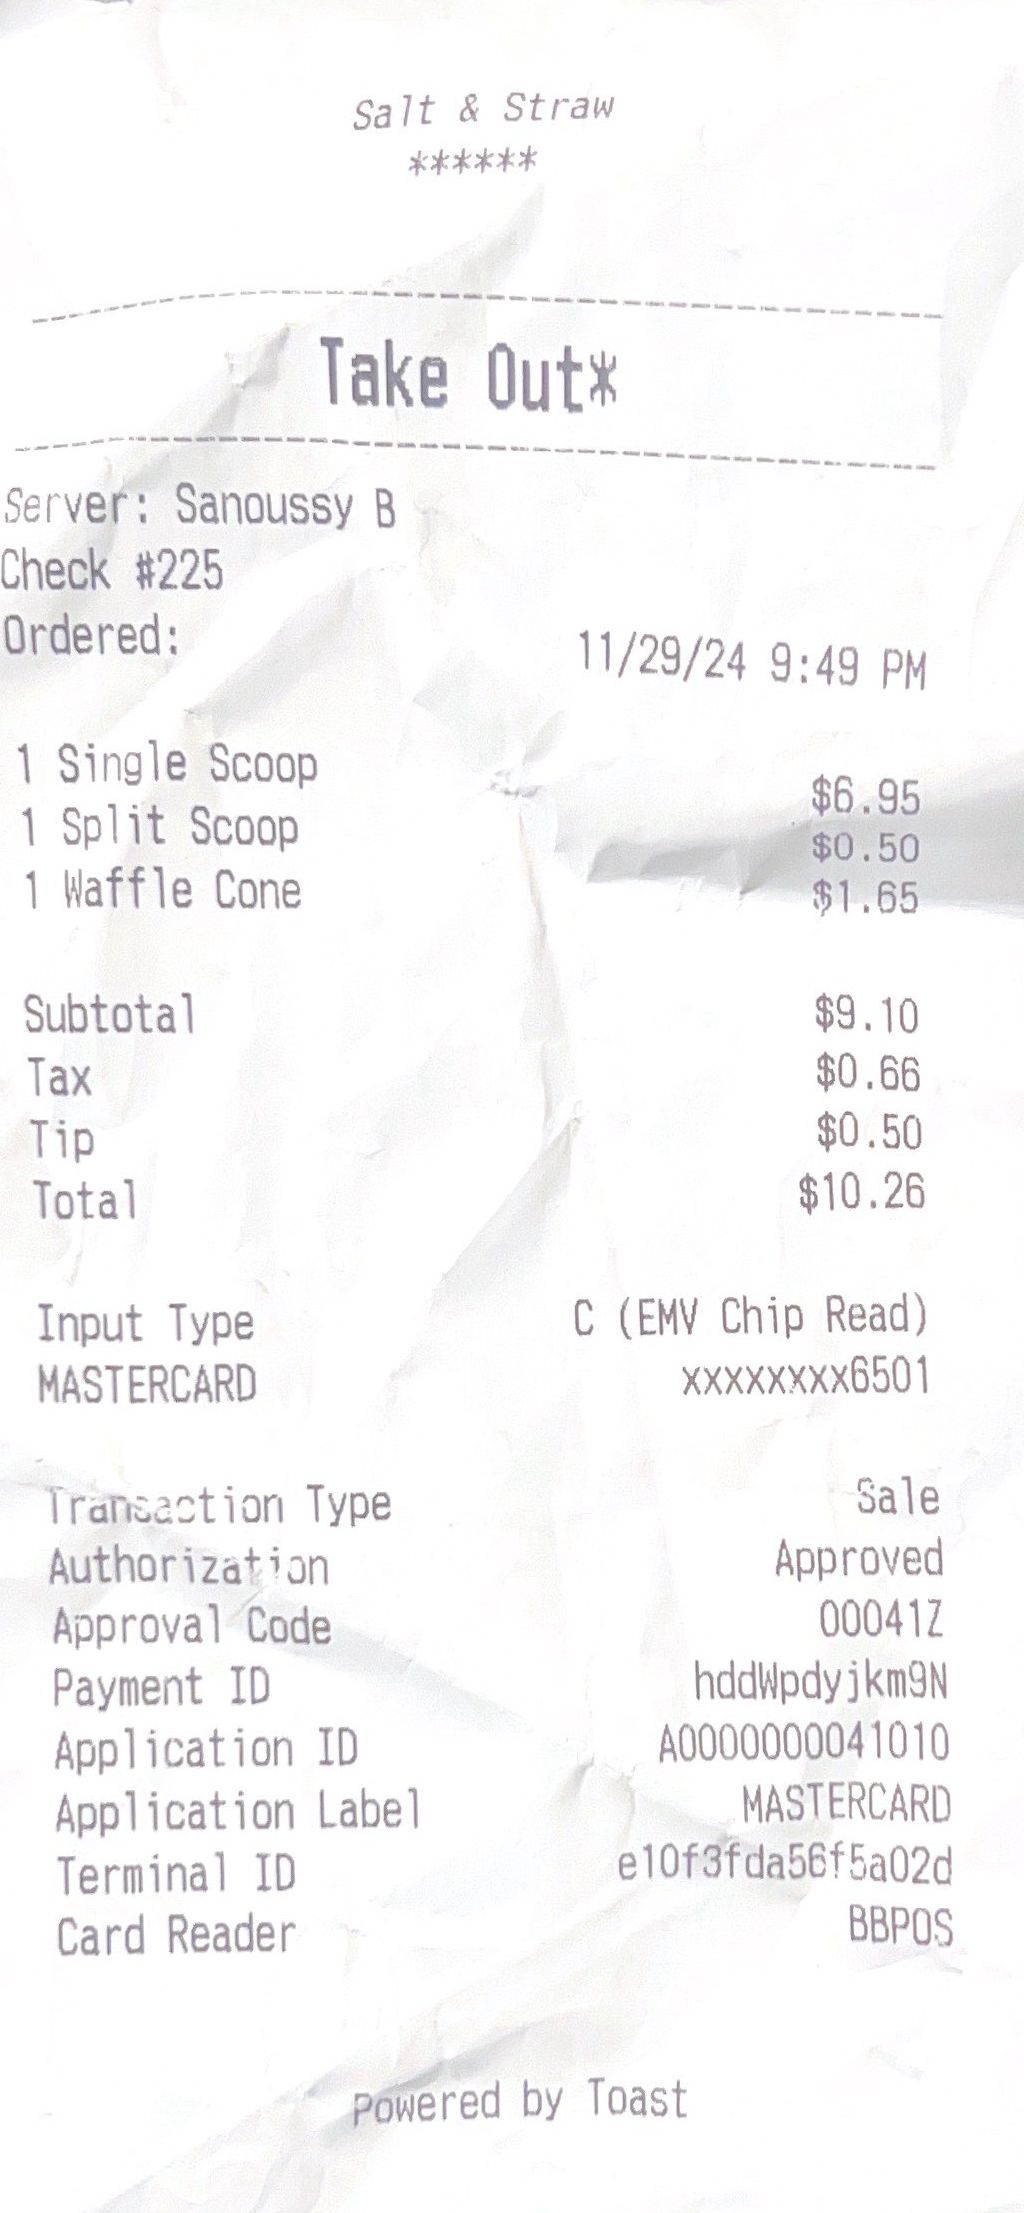 Salt & Straw
******
Take Out*
Server: Sanoussy B
Check #225
Ordered: 11/29/24 9:49 PM
1 Single Scoop $6.95
1 Split Scoop $0.50
1 Waffle Cone $1.65
Subtotal $9.10
Tax $0.66
Tip $0.50
Total $10.26
Input Type C (EMV Chip Read)
MASTERCARD xxxxxxxx6501
Transaction Type Sale
Authorization Approved
Approval Code 00041Z
Payment ID hddWpdyjkm9N
Application ID A0000000041010
Application Label MASTERCARD
Terminal ID e10f3fda56f5a02d
Card Reader BBPOS
Powered by Toast